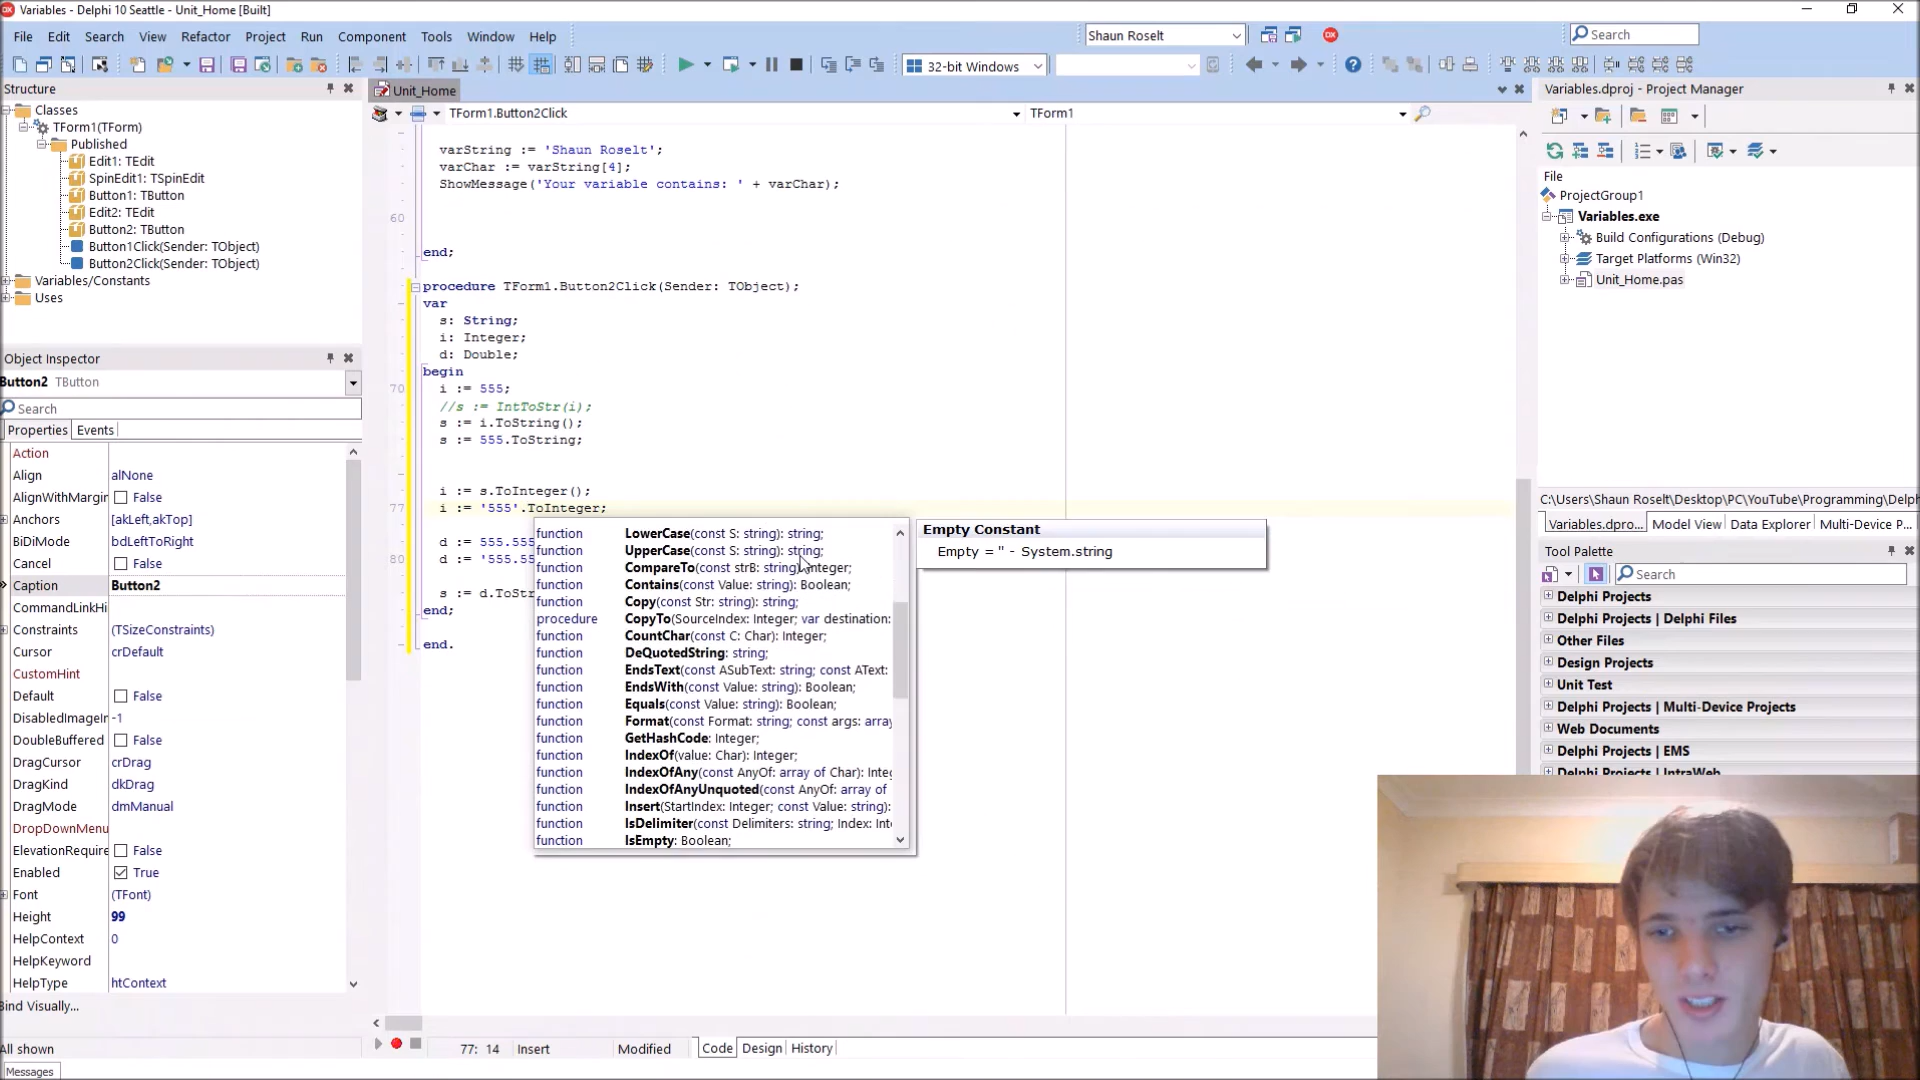 Variables - Delphi 10 Seattle - Unit_Home [Built]
File Edit Search View Refactor Project Run Component Tools Window Help
Shaun Roselt
Search
32-bit Windows
Structure
Classes
TForm1(TForm)
Published
Edit1: TEdit
SpinEdit1: TSpinEdit
Button1: TButton
Edit2: TEdit
Button2: TButton
Button1Click(Sender: TObject)
Button2Click(Sender: TObject)
Variables/Constants
Uses
Object Inspector
Button2 TButton
Search
Properties Events
Action
Align alNone
AlignWithMargin False
Anchors [akLeft,akTop]
BiDiMode bdLeftToRight
Cancel False
Caption Button2
CommandLinkHi
Constraints (TSizeConstraints)
Cursor crDefault
CustomHint
Default False
DisabledImageIr -1
DoubleBuffered False
DragCursor crDrag
DragKind dkDrag
DragMode dmManual
DropDownMenu
ElevationRequire False
Enabled True
Font (TFont)
Height 99
HelpContext 0
HelpKeyword
HelpType htContext
Bind Visually...
All shown
Messages
Unit_Home
TForm1.Button2Click TForm1
varString := 'Shaun Roselt';
varChar := varString[4];
ShowMessage('Your variable contains: ' + varChar);
60
end;
procedure TForm1.Button2Click(Sender: TObject);
var
s: String;
i: Integer;
d: Double;
begin
70 i := 555;
//s := IntToStr(i);
s := i.ToString();
s := 555.ToString;
i := s.ToInteger();
77 i := '555'.ToInteger;
d := 555.555
80 d := '555.55
s := d.ToStr
end;
end.
function LowerCase(const S: string): string;
function UpperCase(const S: string): string;
function CompareTo(const strB: string): Integer;
function Contains(const Value: string): Boolean;
function Copy(const Str: string): string;
procedure CopyTo(SourceIndex: Integer; var destination:
function CountChar(const C: Char): Integer;
function DeQuotedString: string;
function EndsText(const ASubText: string; const AText:
function EndsWith(const Value: string): Boolean;
function Equals(const Value: string): Boolean;
function Format(const Format: string; const args: array
function GetHashCode: Integer;
function IndexOf(value: Char): Integer;
function IndexOfAny(const AnyOf: array of Char): Integ
function IndexOfAnyUnquoted(const AnyOf: array of
function Insert(StartIndex: Integer; const Value: string):
function IsDelimiter(const Delimiters: string; Index: Inte
function IsEmpty: Boolean;
Empty Constant
Empty = '' - System.string
77: 14 Insert Modified Code Design History
Variables.dproj - Project Manager
File
ProjectGroup1
Variables.exe
Build Configurations (Debug)
Target Platforms (Win32)
Unit_Home.pas
C:\Users\Shaun Roselt\Desktop\PC\YouTube\Programming\Delph
Variables.dpro... Model View Data Explorer Multi-Device P...
Tool Palette
Search
Delphi Projects
Delphi Projects | Delphi Files
Other Files
Design Projects
Unit Test
Delphi Projects | Multi-Device Projects
Web Documents
Delphi Projects | EMS
Delphi Projects | IntraWeb